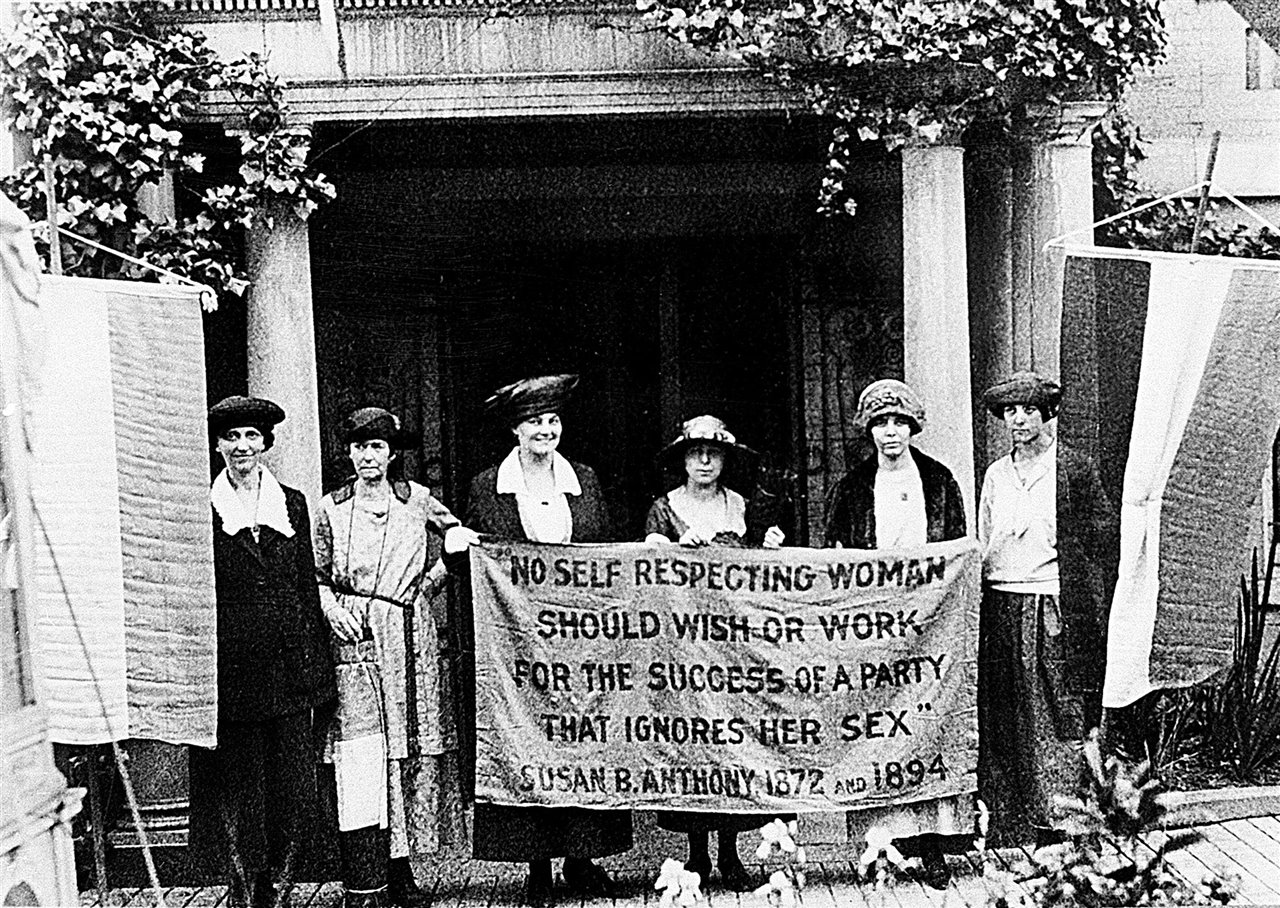 "NO SELF RESPECTING WOMAN
SHOULD WISH OR WORK
FOR THE SUCCESS OF A PARTY
THAT IGNORES HER SEX"
SUSAN B. ANTHONY, 1872 AND 1894